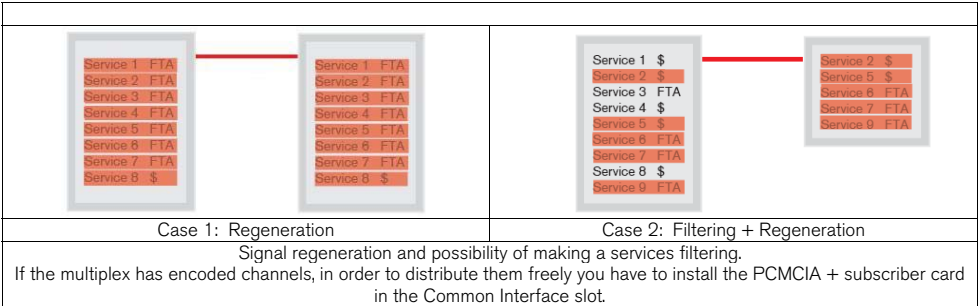 Service 1 FTA
Service 2 FTA
Service 3 FTA
Service 4 FTA
Service 5 FTA
Service 6 FTA
Service 7 FTA
Service 8 $
Service 1 FTA
Service 2 FTA
Service 3 FTA
Service 4 FTA
Service 5 FTA
Service 6 FTA
Service 7 FTA
Service 8 $
Service 1 $
Service 2 $
Service 3 FTA
Service 4 $
Service 5 $
Service 6 FTA
Service 7 FTA
Service 8 $
Service 9 FTA
Service 2 $
Service 5 $
Service 6 FTA
Service 7 FTA
Service 9 FTA
Case 1: Regeneration
Case 2: Filtering + Regeneration
Signal regeneration and possibility of making a services filtering.
If the multiplex has encoded channels, in order to distribute them freely you have to install the PCMCIA + subscriber card
in the Common Interface slot.